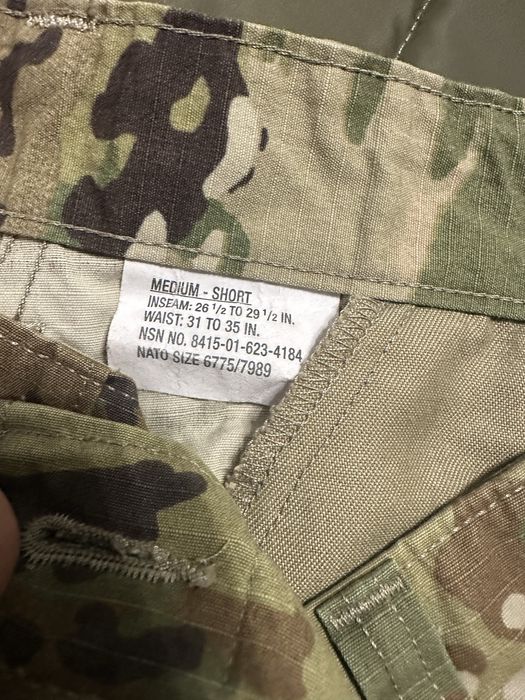 MEDIUM - SHORT
INSEAM: 26 1/2 TO 29 1/2 IN.
WAIST: 31 TO 35 IN.
NSN NO. 8415-01-623-4184
NATO SIZE 6775/7989